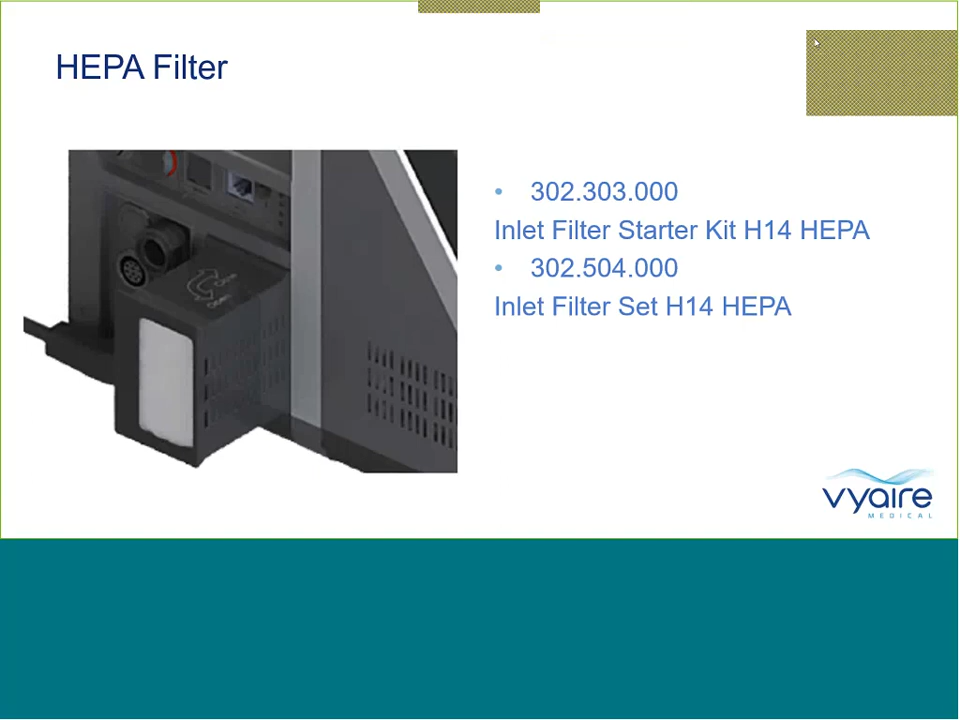 HEPA Filter
• 302.303.000
Inlet Filter Starter Kit H14 HEPA
• 302.504.000
Inlet Filter Set H14 HEPA
vyaire
MEDICAL